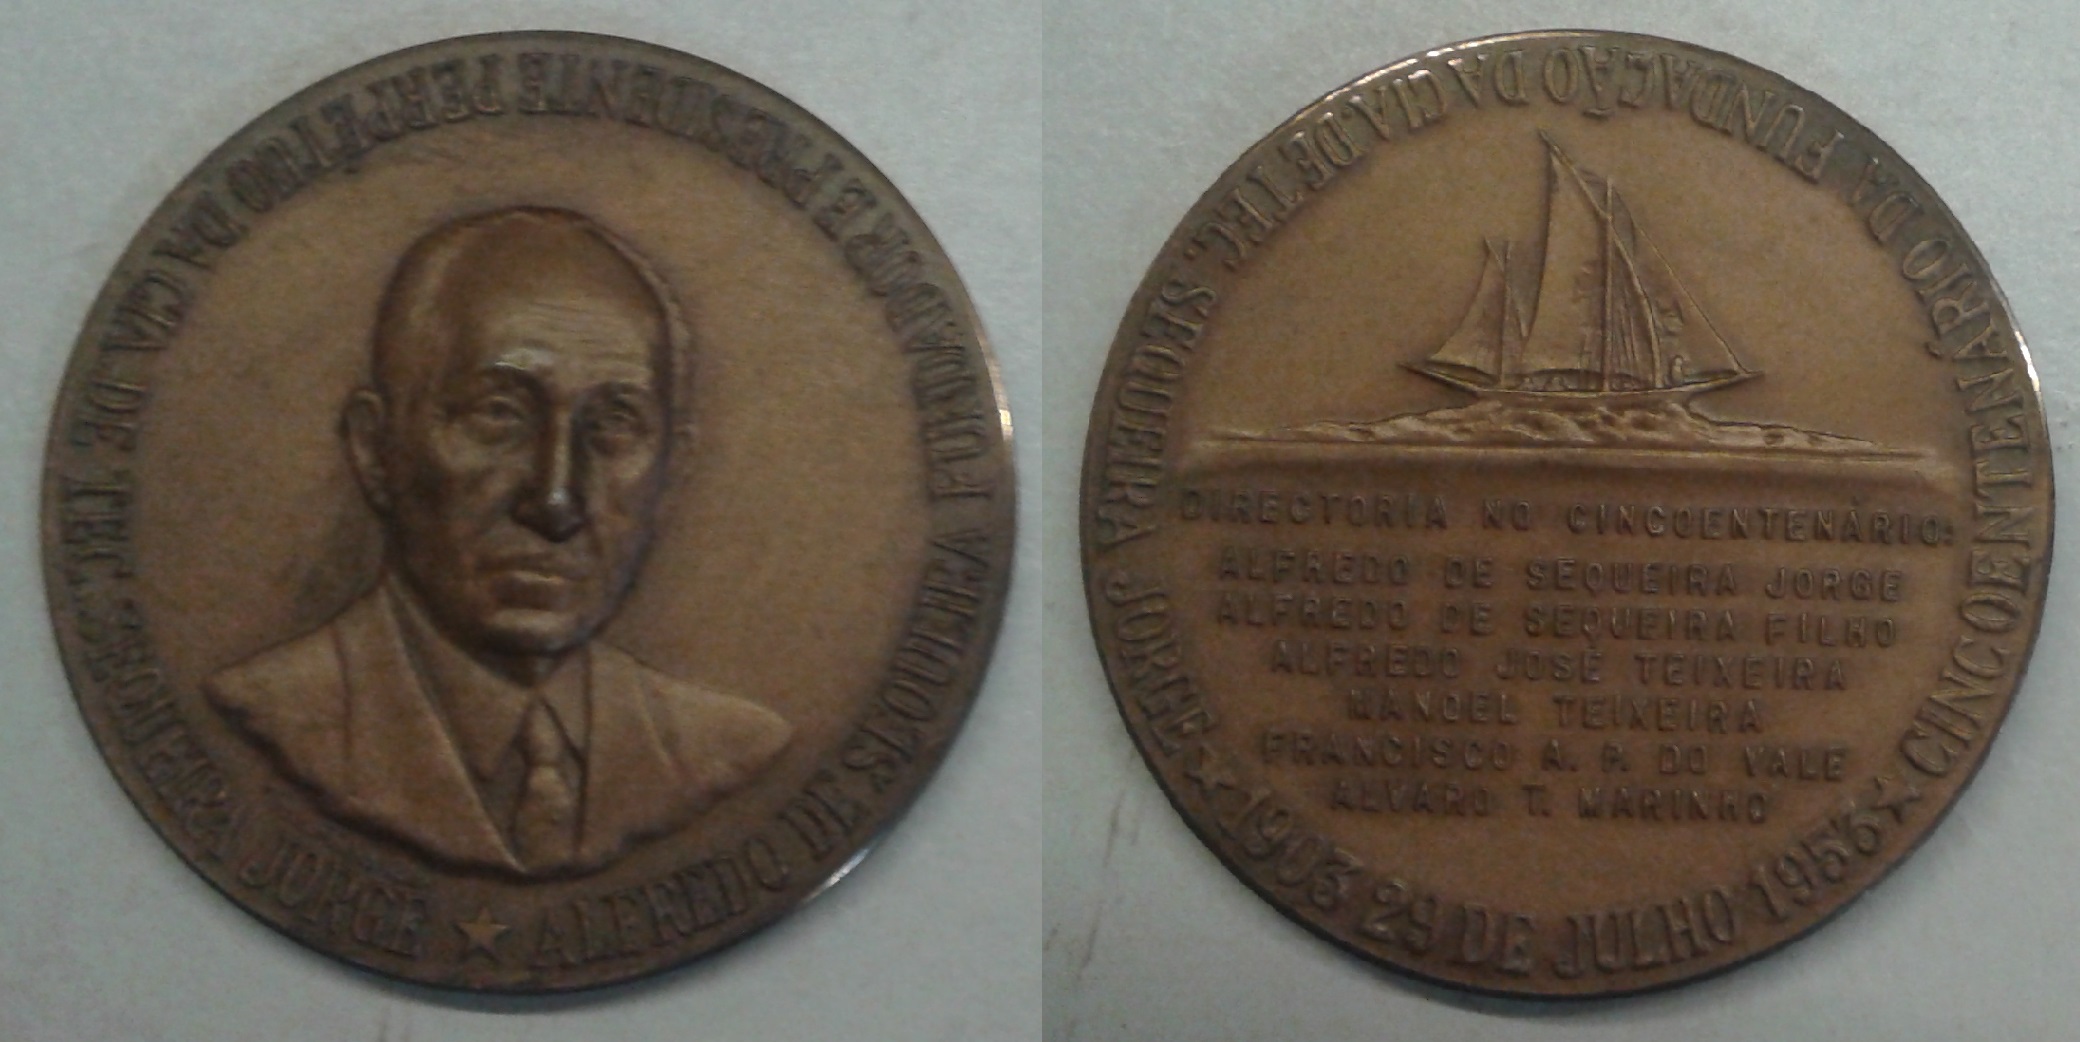 ALFREDO DE SEQUEIRA FUNDADOR E PRESIDENTE PERPÉTUO DA CIA. DE TEC. SEQUEIRA JORGE
CINCOENTENÁRIO DA FUNDAÇÃO DA CIA. DE TEC. SEQUEIRA JORGE
DIRECTORIA NO CINCOENTENÁRIO:
ALFREDO DE SEQUEIRA JORGE
ALFREDO DE SEQUEIRA FILHO
ALFREDO JOSÉ TEIXEIRA
MANOEL TEIXEIRA
FRANCISCO A. P. DO VALE
ALVARO T. MARINHO
1903 29 DE JULHO 1953